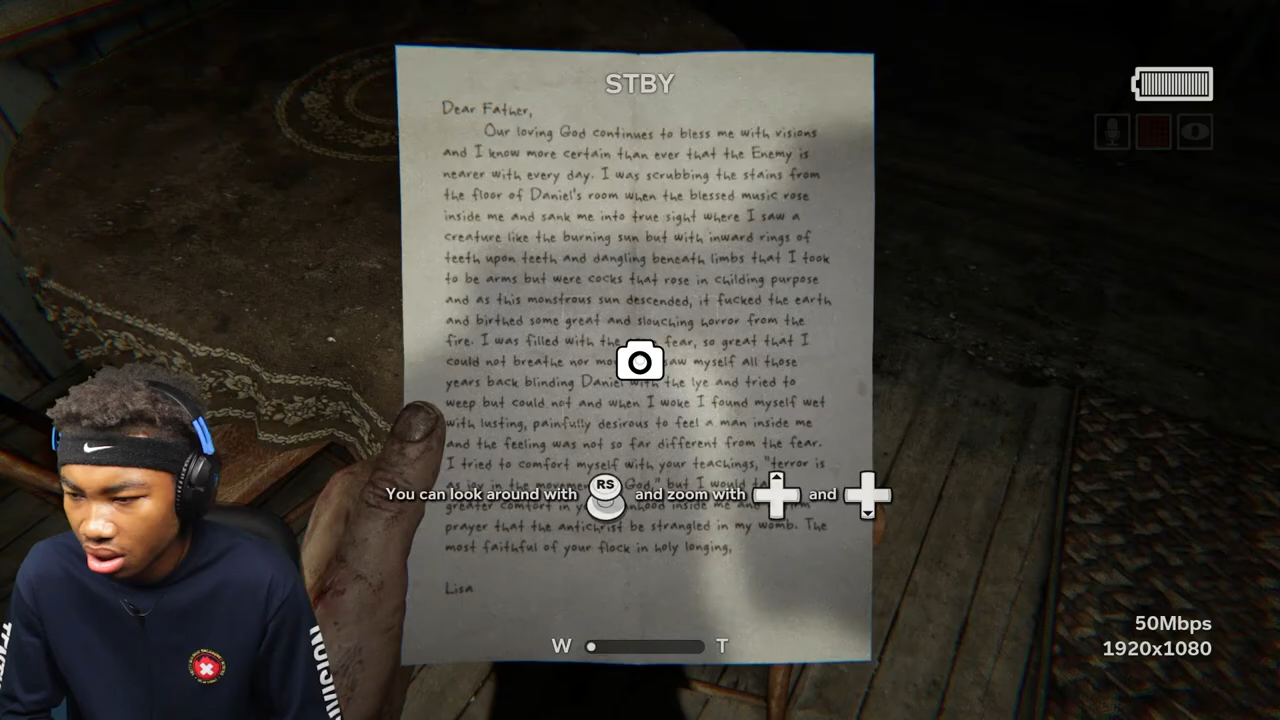 STBY
Dear Father,
Our loving God continues to bless me with visions
and I know more certain than ever that the Enemy is
nearer with every day. I was scrubbing the stains from
the floor of Daniel's room when the blessed music rose
inside me and sank me into true sight where I saw a
creature like the burning sun but with inward rings of
teeth upon teeth and dangling beneath limbs that I took
to be arms but were cocks that rose in childing purpose
and as this monstrous sun descended, it fucked the earth
and birthed some great and slouching horror from the
fire. I was filled with the fear, so great that I
could not breathe nor saw myself all those
years back blinding Daniel with the lye and tried to
weep but could not and when I woke I found myself wet
with lusting, painfully desirous to feel a man inside me
and the feeling was not so far different from the fear.
I tried to comfort myself with your teachings, "terror is
as joy in the God," but I would
You can look around with RS and zoom with and
greater comfort in inside me and
prayer that the antichrist be strangled in my womb. The
most faithful of your flock in holy longing,
Lisa
W T
50Mbps
1920x1080